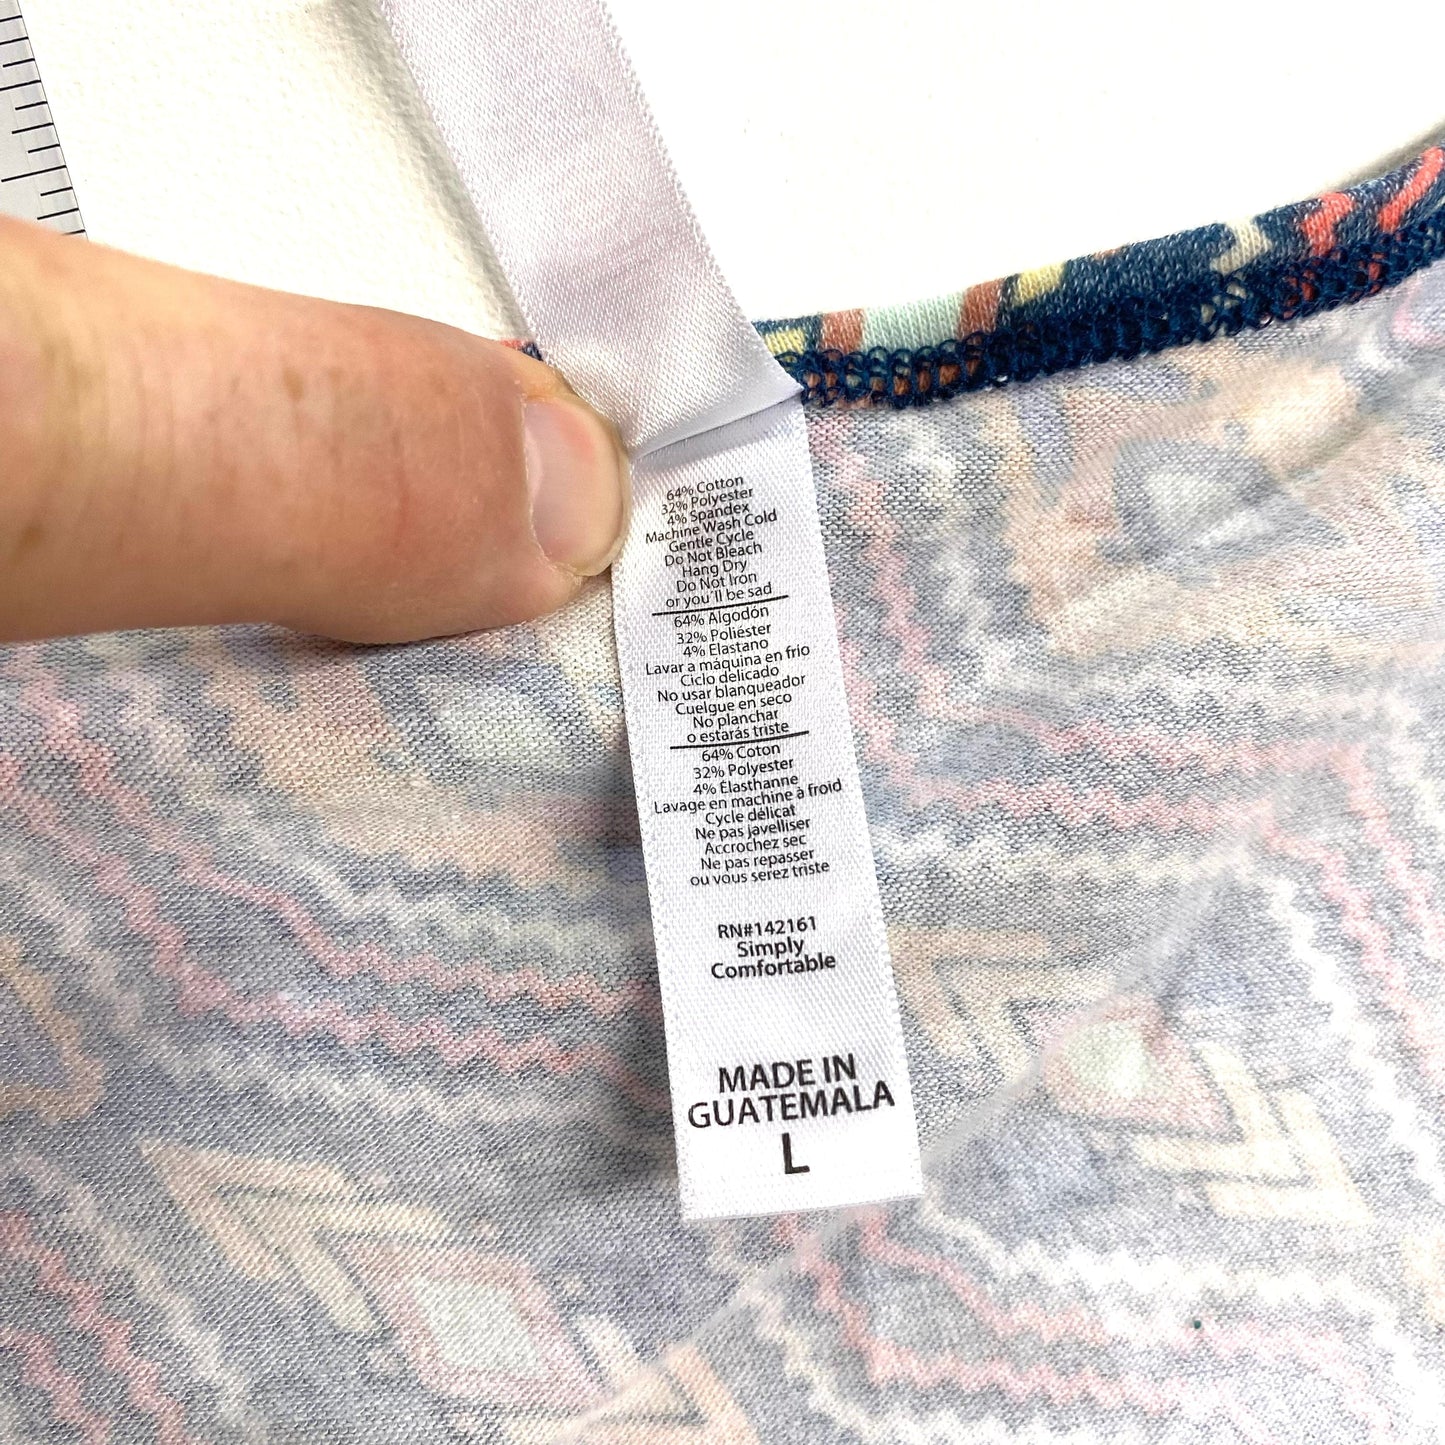 64% Cotton
32% Polyester
4% Spandex
Machine Wash Cold
Gentle Cycle
Do Not Bleach
Hang Dry
Do Not Iron
or you´ll be sad
64% Algodón
32% Poliéster
4% Elastano
Lavar a máquina en frio
Ciclo delicado
No usar blanqueador
Cuelgue en seco
No planchar
o estarás triste
64% Coton
32% Polyester
4% Elasthanne
Lavage en machine à froid
Cycle délicat
Ne pas javelliser
Accrochez sec
Ne pas repasser
ou vous serez triste
RN#142161
Simply
Comfortable
MADE IN
GUATEMALA
L